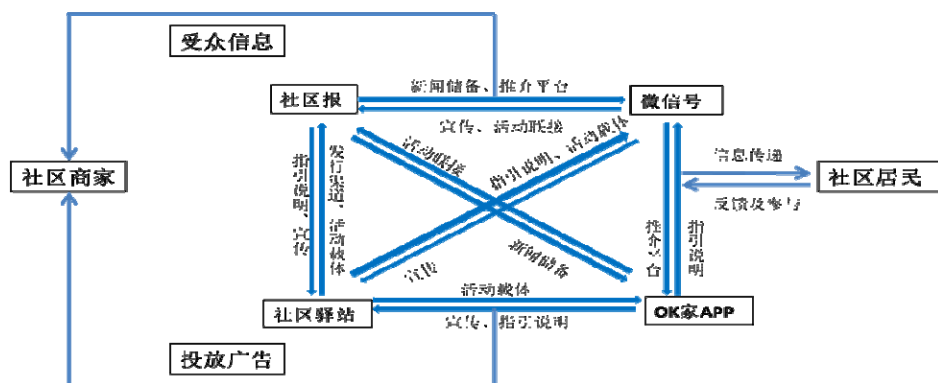 受众信息
新闻储备、推介平台
社区报
微信号
宣传、活动联接
活动联接
指引说明、活动载体
发行渠道、活动载体
指引说明、宣传
信息传递
社区商家
社区居民
反馈及参与
推介平台
指引说明
新闻储备
宣传
活动载体
社区驿站
OK家APP
宣传、指引说明
投放广告